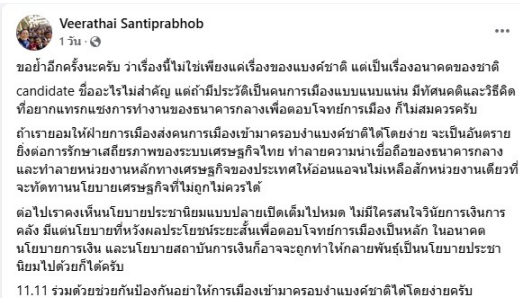 Veerathai Santiprabhob
1 วัน ·
ขอย้ำอีกครั้งนะครับ ว่าเรื่องนี้ไม่ใช่เพียงแค่เรื่องของแบงค์ชาติ แต่เป็นเรื่องอนาคตของชาติ
candidate ชื่ออะไรไม่สำคัญ แต่ถ้ามีประวัติเป็นคนการเมืองแบบแนบแน่น มีทัศนคติและวิธีคิด
ที่อยากแทรกแซงการทำงานของธนาคารกลางเพื่อตอบโจทย์การเมือง ก็ไม่สมควรครับ
ถ้าเรายอมให้ฝ่ายการเมืองส่งคนการเมืองเข้ามาครอบงำแบงค์ชาติได้โดยง่าย จะเป็นอันตราย
ยิ่งต่อการรักษาเสถียรภาพของระบบเศรษฐกิจไทย ทำลายความน่าเชื่อถือของธนาคารกลาง
และทำลายหน่วยงานหลักทางเศรษฐกิจของประเทศให้อ่อนแอจนไม่เหลือสักหน่วยงานเดียวที่
จะทัดทานนโยบายเศรษฐกิจที่ไม่ถูกไม่ควรได้
ต่อไปเราคงเห็นนโยบายประชานิยมแบบปลายเปิดเต็มไปหมด ไม่มีใครสนใจวินัยการเงินการ
คลัง มีแต่นโยบายที่หวังผลประโยชน์ระยะสั้นเพื่อตอบโจทย์การเมืองเป็นหลัก ในอนาคต
นโยบายการเงิน และนโยบายสถาบันการเงินก็อาจจะถูกทำให้กลายพันธุ์เป็นนโยบายประชา
นิยมไปด้วยก็ได้ครับ
11.11 ร่วมด้วยช่วยกันป้องกันอย่าให้การเมืองเข้ามาครอบงำแบงค์ชาติได้โดยง่ายครับ